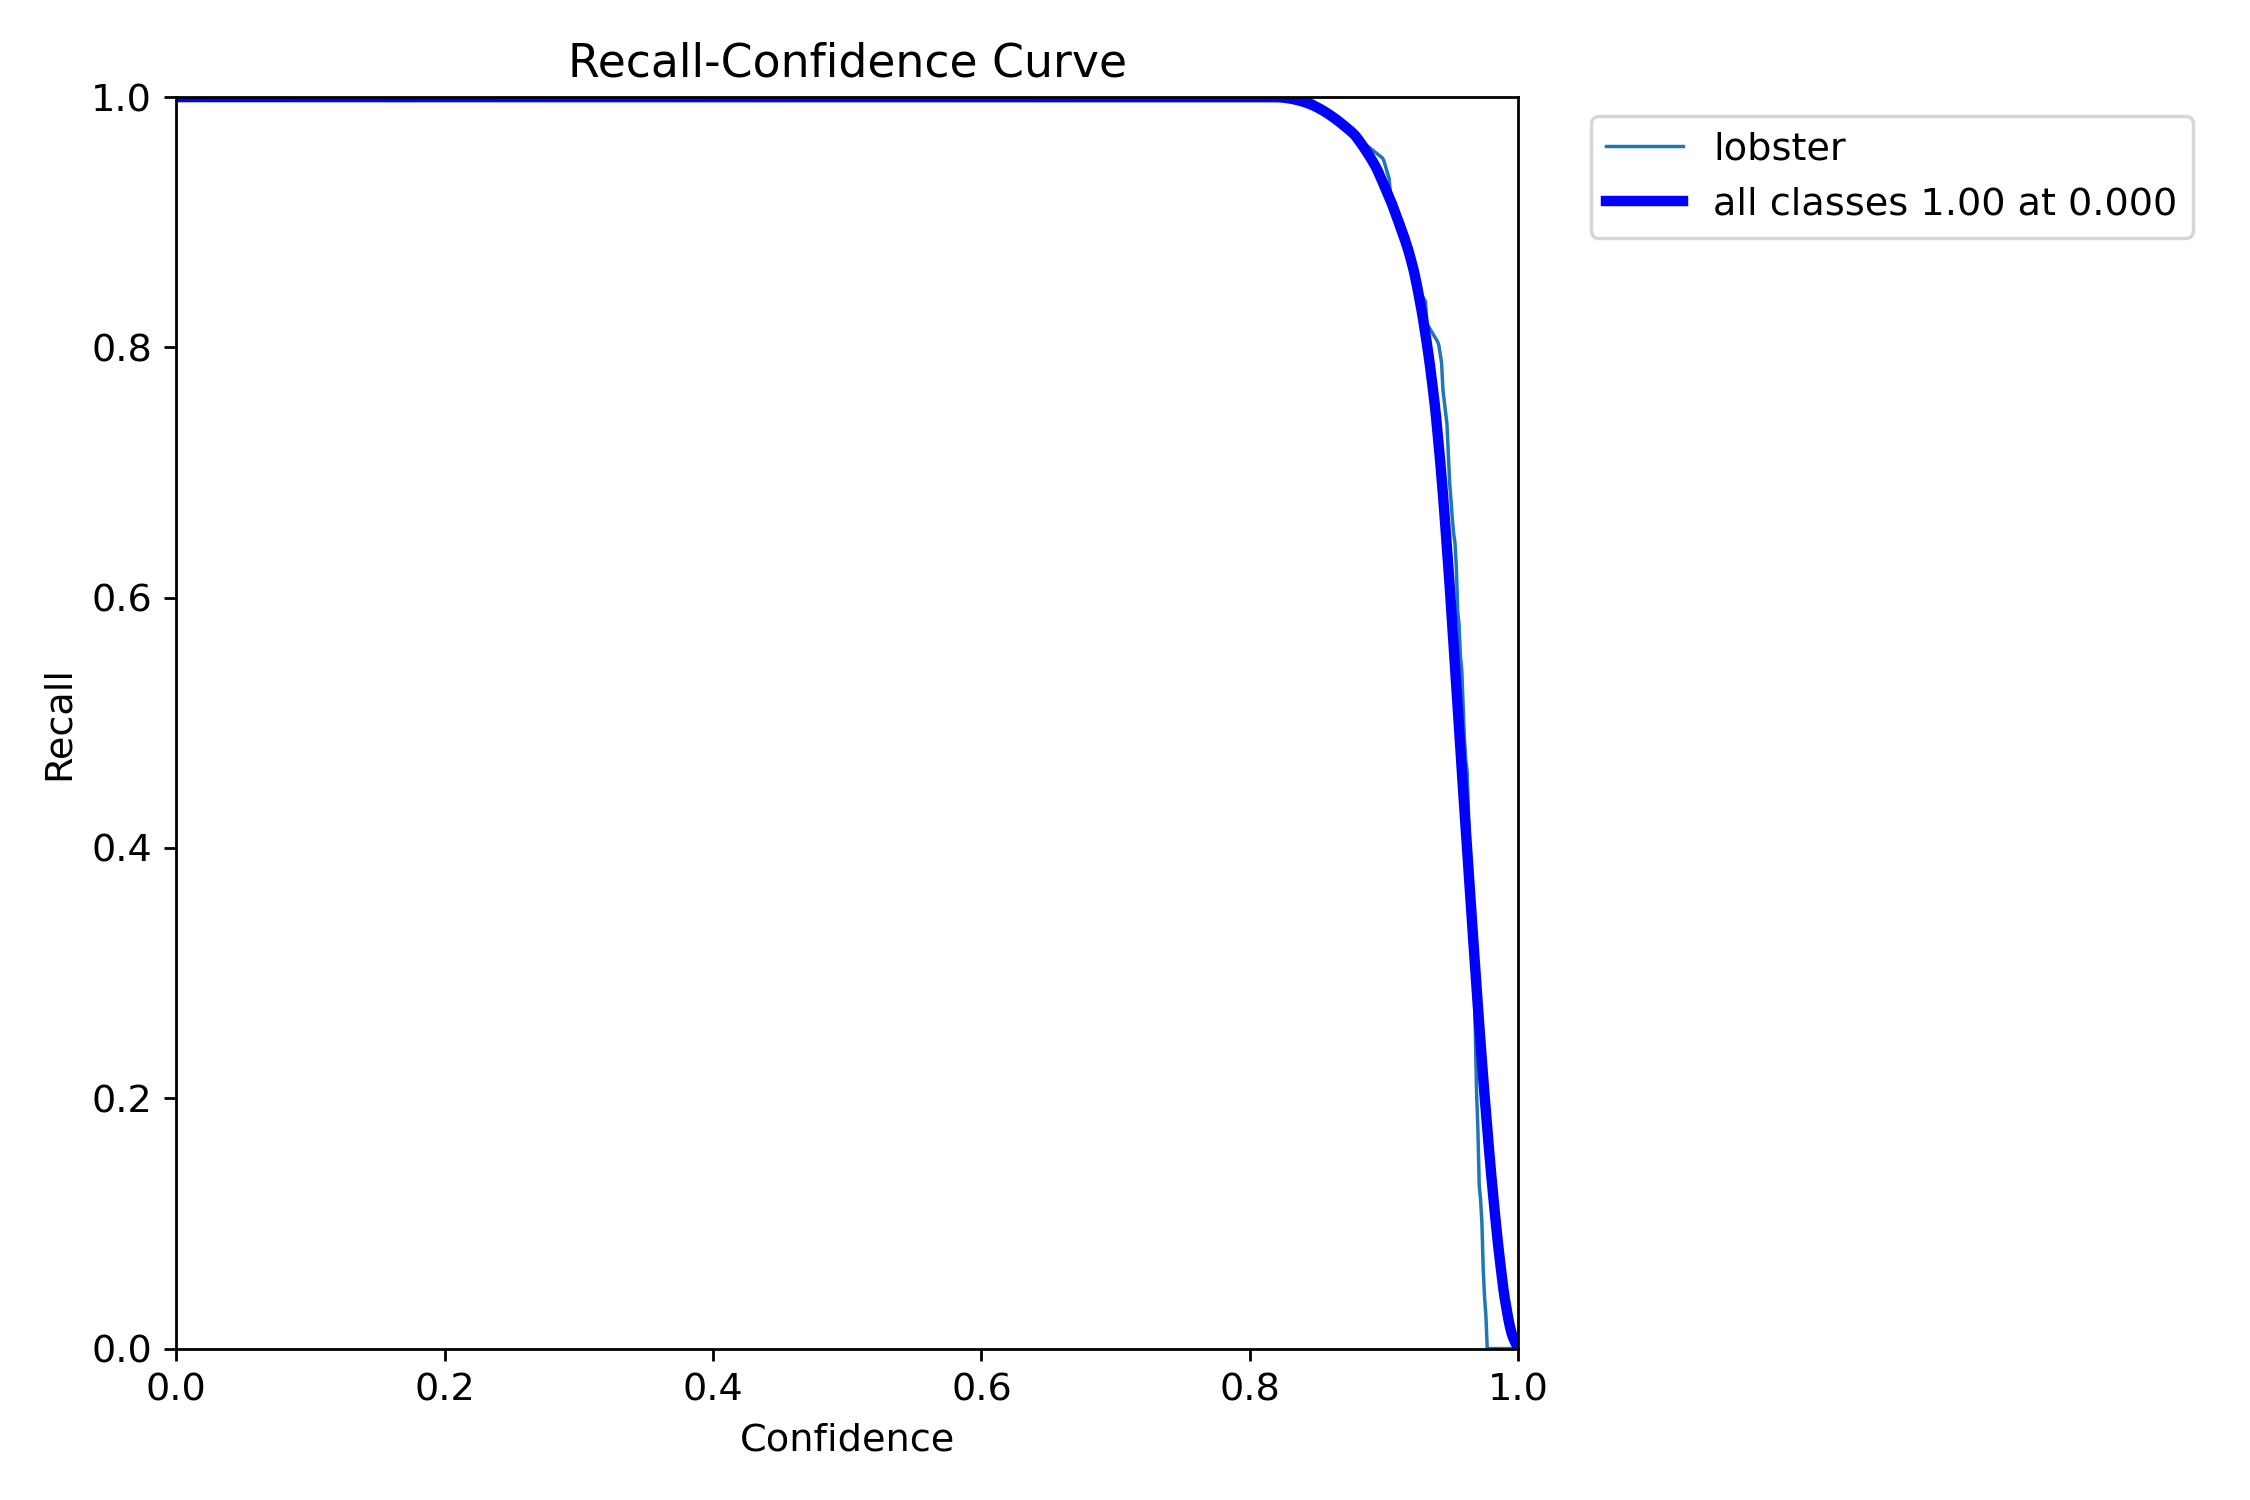 Recall-Confidence Curve
lobster
all classes 1.00 at 0.000
1.0
0.8
0.6
0.4
0.2
0.0
Recall
0.0 0.2 0.4 0.6 0.8 1.0
Confidence